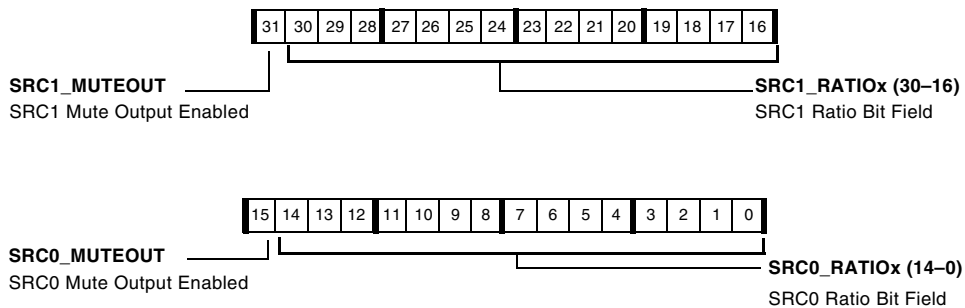 31 30 29 28 27 26 25 24 23 22 21 20 19 18 17 16
SRC1_MUTEOUT
SRC1 Mute Output Enabled
SRC1_RATIOx (30–16)
SRC1 Ratio Bit Field
15 14 13 12 11 10 9 8 7 6 5 4 3 2 1 0
SRC0_MUTEOUT
SRC0 Mute Output Enabled
SRC0_RATIOx (14–0)
SRC0 Ratio Bit Field